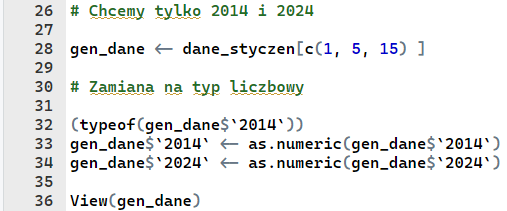 26 # Chcemy tylko 2014 i 2024
27
28 gen_dane <- dane_styczen[c(1, 5, 15) ]
29
30 # Zamiana na typ liczbowy
31
32 (typeof(gen_dane$`2014`))
33 gen_dane$`2014` <- as.numeric(gen_dane$`2014`)
34 gen_dane$`2024` <- as.numeric(gen_dane$`2024`)
35
36 View(gen_dane)